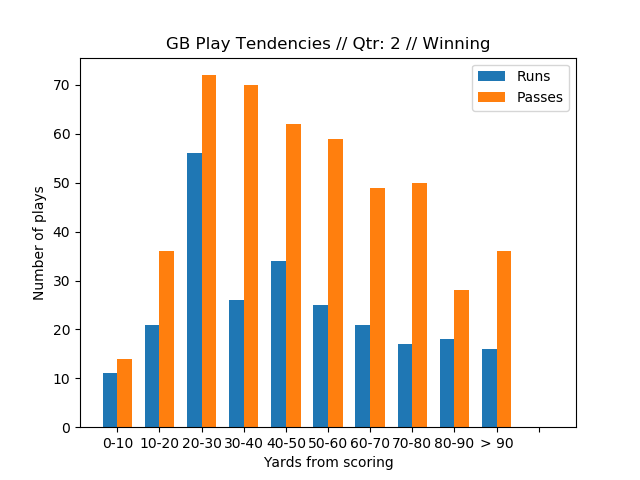 GB Play Tendencies // Qtr: 2 // Winning
Runs
Passes
70
60
50
40
30
20
10
0
Number of plays
0-10 10-20 20-30 30-40 40-50 50-60 60-70 70-80 80-90 > 90
Yards from scoring